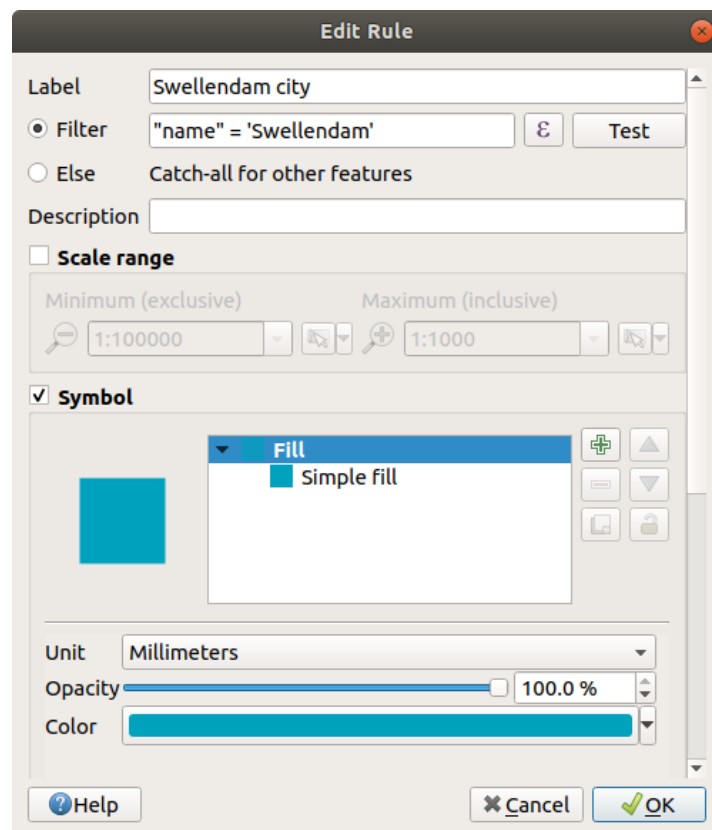 Edit Rule
Label Swellendam city
Filter "name" = 'Swellendam' ε Test
Else Catch-all for other features
Description
Scale range
Minimum (exclusive) Maximum (inclusive)
1:100000 1:1000
Symbol
Fill
Simple fill
Unit Millimeters
Opacity 100.0 %
Color
Help Cancel OK